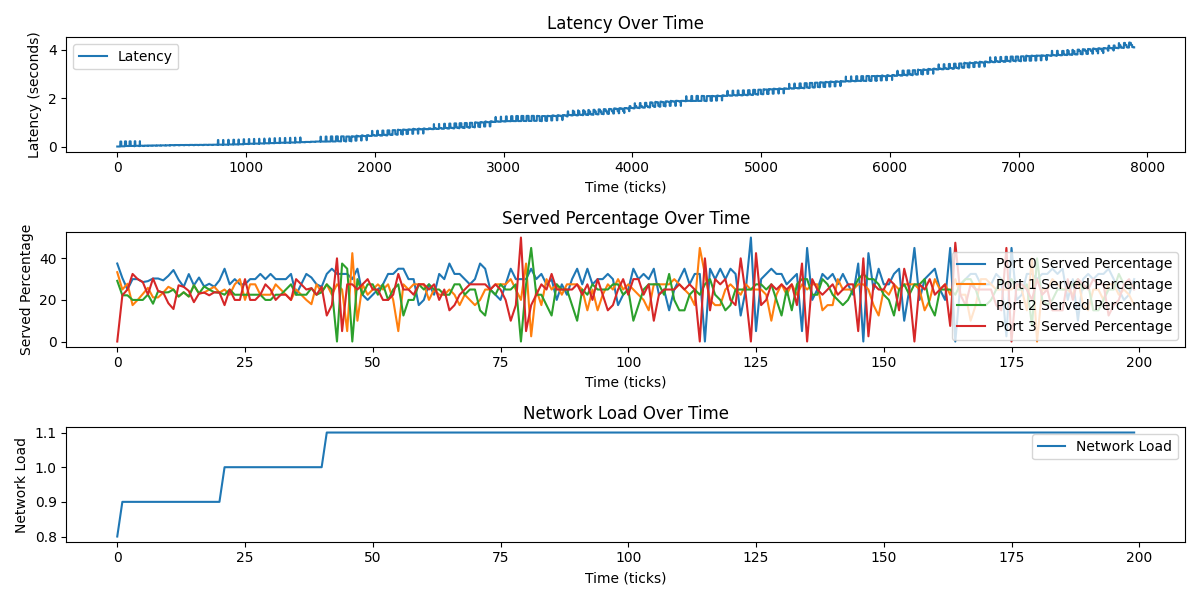 Latency Over Time
Latency (seconds)
4
2
0
Latency
0 1000 2000 3000 4000 5000 6000 7000 8000
Time (ticks)
Served Percentage Over Time
Served Percentage
40
20
0
Port 0 Served Percentage
Port 1 Served Percentage
Port 2 Served Percentage
Port 3 Served Percentage
0 25 50 75 100 125 150 175 200
Time (ticks)
Network Load Over Time
Network Load
1.1
1.0
0.9
0.8
Network Load
0 25 50 75 100 125 150 175 200
Time (ticks)